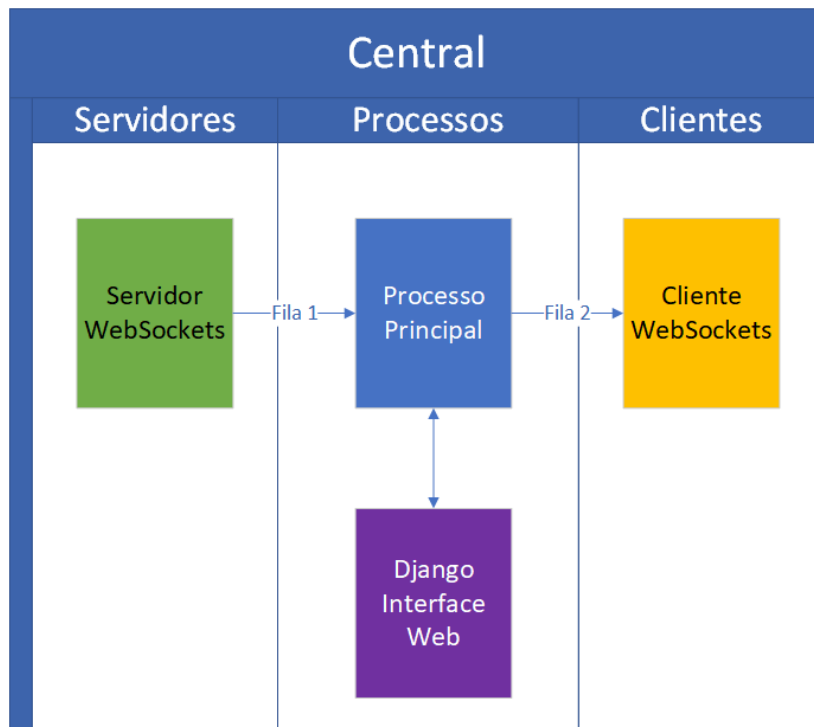 Central
Servidores
Processos
Clientes
Servidor
WebSockets
Fila 1
Processo
Principal
Fila 2
Cliente
WebSockets
Django
Interface
Web